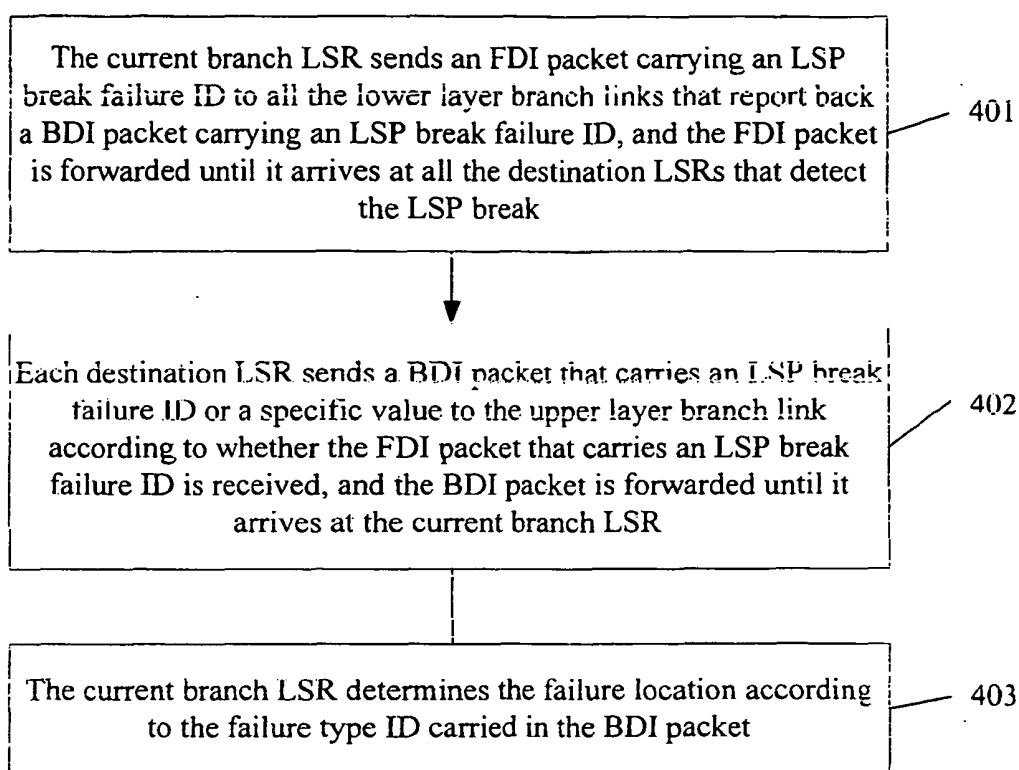 The current branch LSR sends an FDI packet carrying an LSP
break failure ID to all the lower layer branch links that report back
a BDI packet carrying an LSP break failure ID, and the FDI packet
is forwarded until it arrives at all the destination LSRs that detect
the LSP break
401
Each destination LSR sends a BDI packet that carries an LSP break
failure ID or a specific value to the upper layer branch link
according to whether the FDI packet that carries an LSP break
failure ID is received, and the BDI packet is forwarded until it
arrives at the current branch LSR
402
The current branch LSR determines the failure location according
to the failure type ID carried in the BDI packet
403